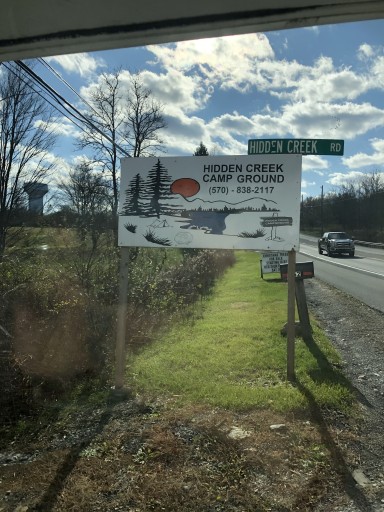 HIDDEN CREEK RD
HIDDEN CREEK
CAMP GROUND
(570) - 838-2117